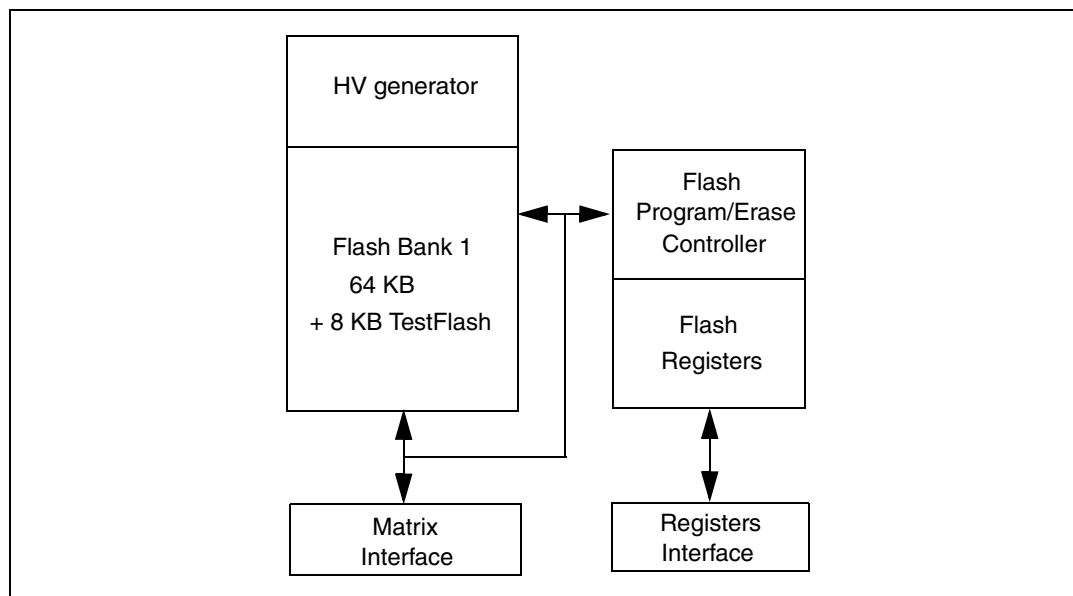 HV generator
Flash Bank 1
64 KB
+ 8 KB TestFlash
Flash
Program/Erase
Controller
Flash
Registers
Matrix
Interface
Registers
Interface